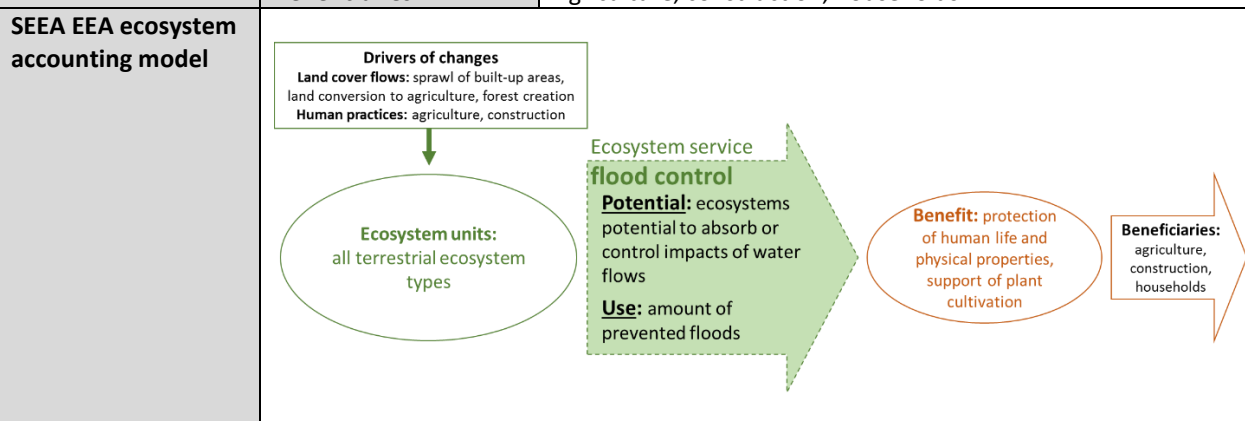 SEEA EEA ecosystem
accounting model
Drivers of changes
Land cover flows: sprawl of built-up areas,
land conversion to agriculture, forest creation
Human practices: agriculture, construction
Ecosystem units:
all terrestrial ecosystem
types
Ecosystem service
flood control
Potential: ecosystems
potential to absorb or
control impacts of water
flows
Use: amount of
prevented floods
Benefit: protection
of human life and
physical properties,
support of plant
cultivation
Beneficiaries:
agriculture,
construction,
households